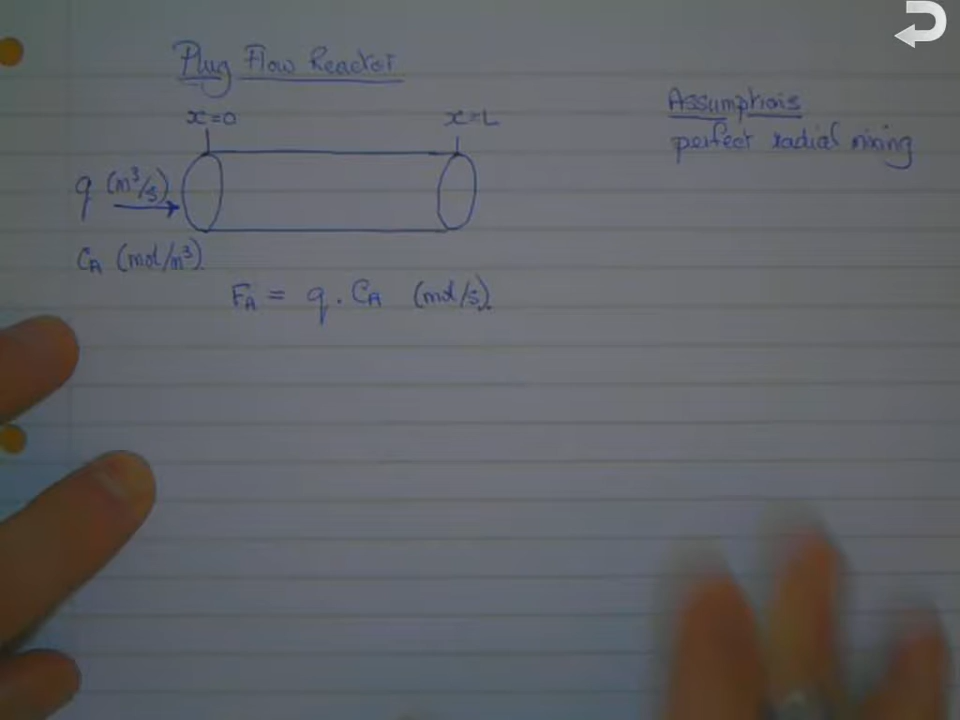 Plug Flow Reactor
x=0
x=L
Assumptions
perfect radial mixing
q (m³/s)
C_A (mol/m³)
F_A = q . C_A (mol/s).